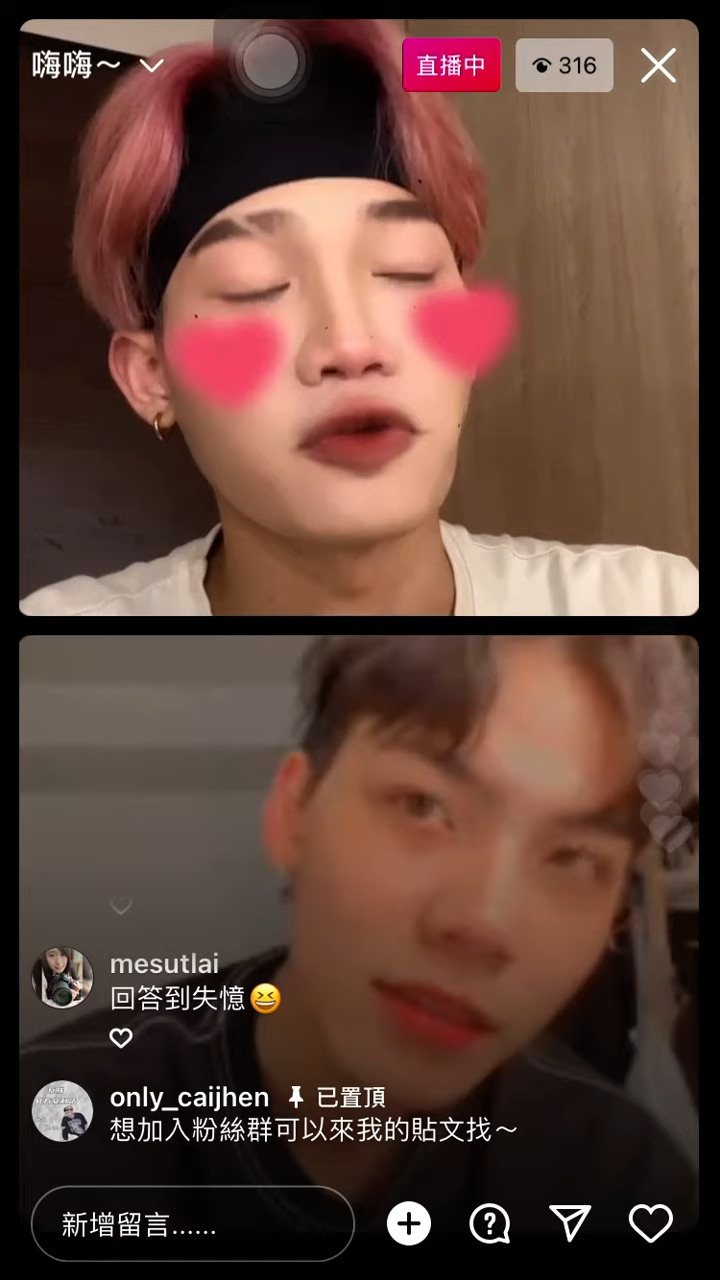 嗨嗨～
直播中
316
mesutlai
回答到失憶😆
only_caijhen 已置頂
想加入粉絲群可以來我的貼文找～
新增留言......